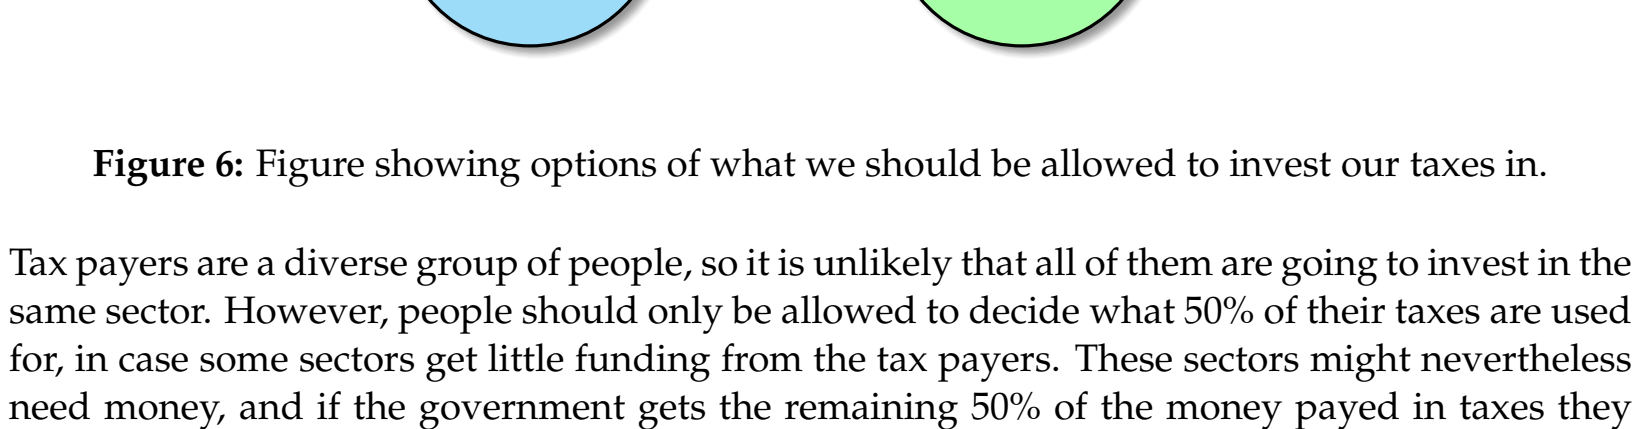 Figure 6: Figure showing options of what we should be allowed to invest our taxes in.
Tax payers are a diverse group of people, so it is unlikely that all of them are going to invest in the
same sector. However, people should only be allowed to decide what 50% of their taxes are used
for, in case some sectors get little funding from the tax payers. These sectors might nevertheless
need money, and if the government gets the remaining 50% of the money payed in taxes they